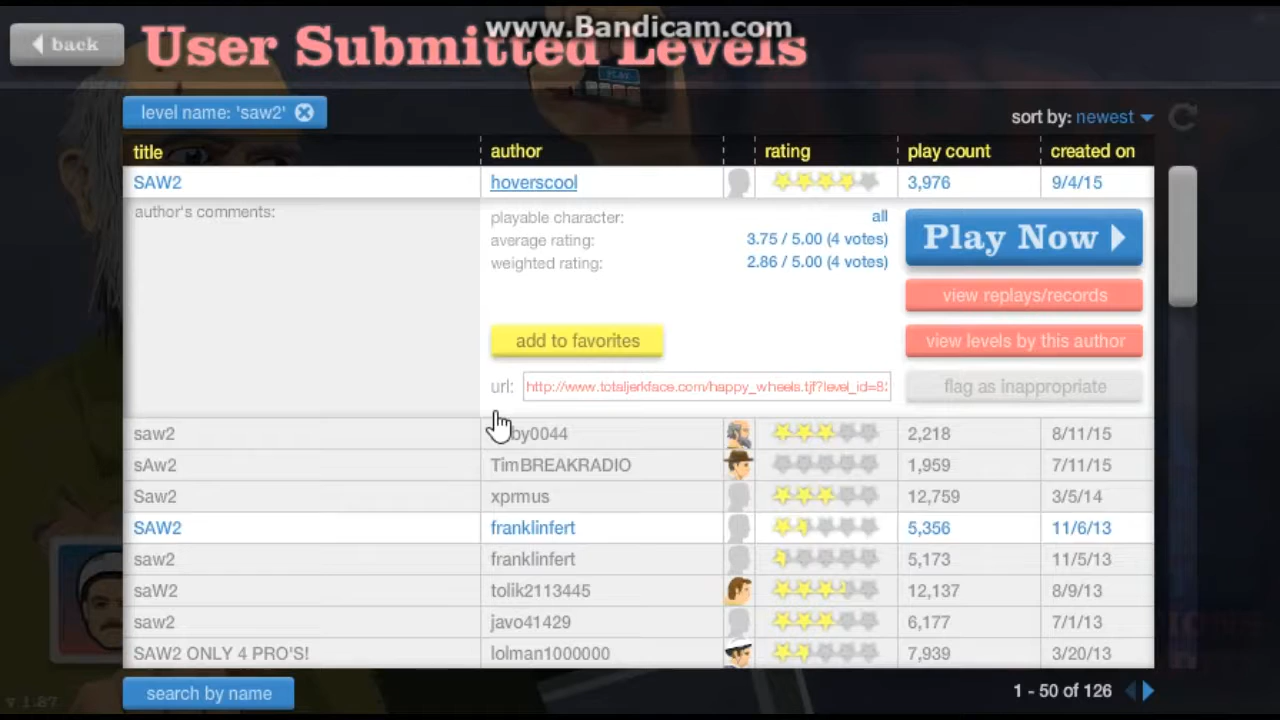 www.Bandicam.com
back
User Submitted Levels
level name: 'saw2'
sort by: newest
title author rating play count created on
SAW2 hoverscool 3,976 9/4/15
author's comments:
playable character: all
average rating: 3.75 / 5.00 (4 votes)
weighted rating: 2.86 / 5.00 (4 votes)
Play Now
view replays/records
add to favorites
view levels by this author
url: http://www.totaljerkface.com/happy_wheels.tjf?level_id=8
flag as inappropriate
saw2 2,218 8/11/15
sAw2 TimBREAKRADIO 1,959 7/11/15
Saw2 xprmus 12,759 3/5/14
SAW2 franklinfert 5,356 11/6/13
saw2 franklinfert 5,173 11/5/13
saW2 tolik2113445 12,137 8/9/13
saw2 javo41429 6,177 7/1/13
SAW2 ONLY 4 PRO'S! lolman1000000 7,939 3/20/13
search by name
1 - 50 of 126
v 1.87
PLAY